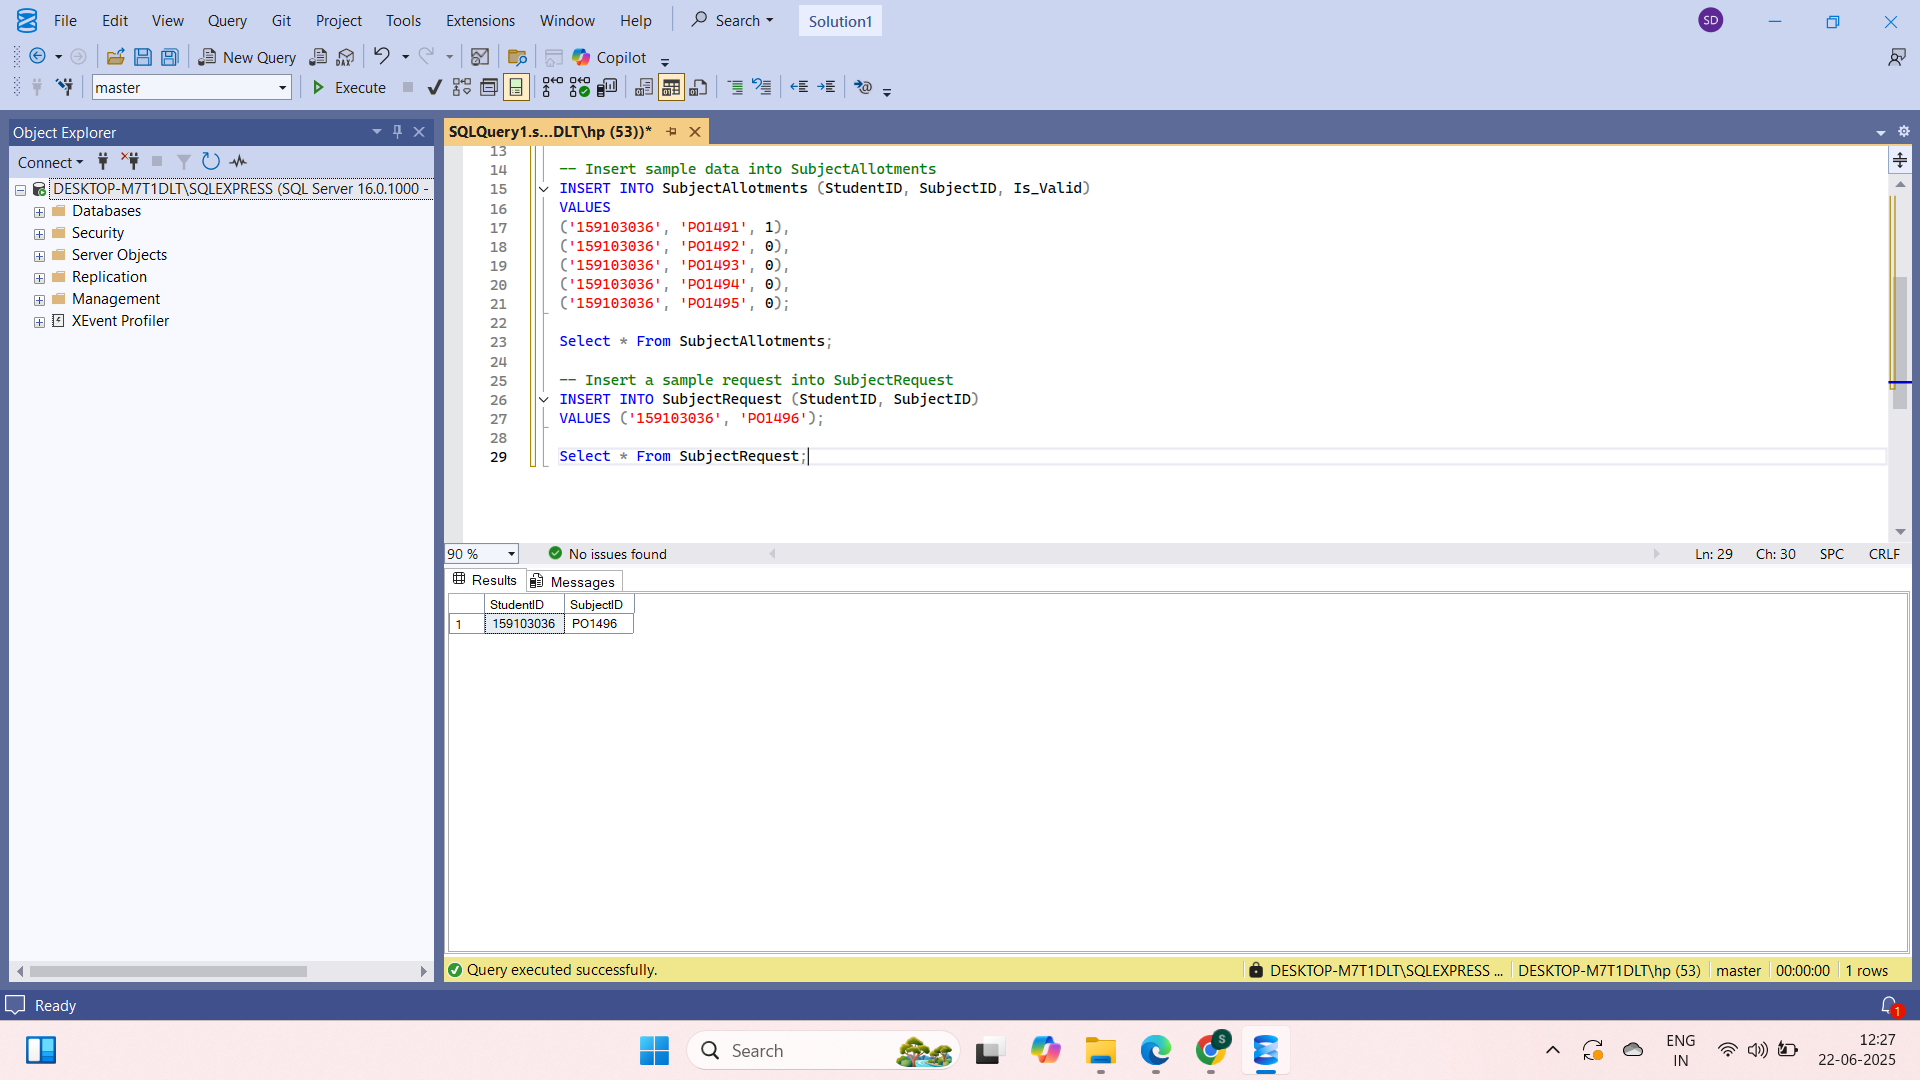 File Edit View Query Git Project Tools Extensions Window Help Search Solution1 SD
New Query DAX Copilot
master Execute
Object Explorer
Connect
DESKTOP-M7T1DLT\SQLEXPRESS (SQL Server 16.0.1000 -
Databases
Security
Server Objects
Replication
Management
XEvent Profiler
SQLQuery1.s...DLT\hp (53))*
13
14 -- Insert sample data into SubjectAllotments
15 INSERT INTO SubjectAllotments (StudentID, SubjectID, Is_Valid)
16 VALUES
17 ('159103036', 'PO1491', 1),
18 ('159103036', 'PO1492', 0),
19 ('159103036', 'PO1493', 0),
20 ('159103036', 'PO1494', 0),
21 ('159103036', 'PO1495', 0);
22
23 Select * From SubjectAllotments;
24
25 -- Insert a sample request into SubjectRequest
26 INSERT INTO SubjectRequest (StudentID, SubjectID)
27 VALUES ('159103036', 'PO1496');
28
29 Select * From SubjectRequest;
90 % No issues found Ln: 29 Ch: 30 SPC CRLF
Results Messages
StudentID SubjectID
1 159103036 PO1496
Query executed successfully. DESKTOP-M7T1DLT\SQLEXPRESS ... DESKTOP-M7T1DLT\hp (53) master 00:00:00 1 rows
Ready 1
Search S ENG 12:27
IN 22-06-2025